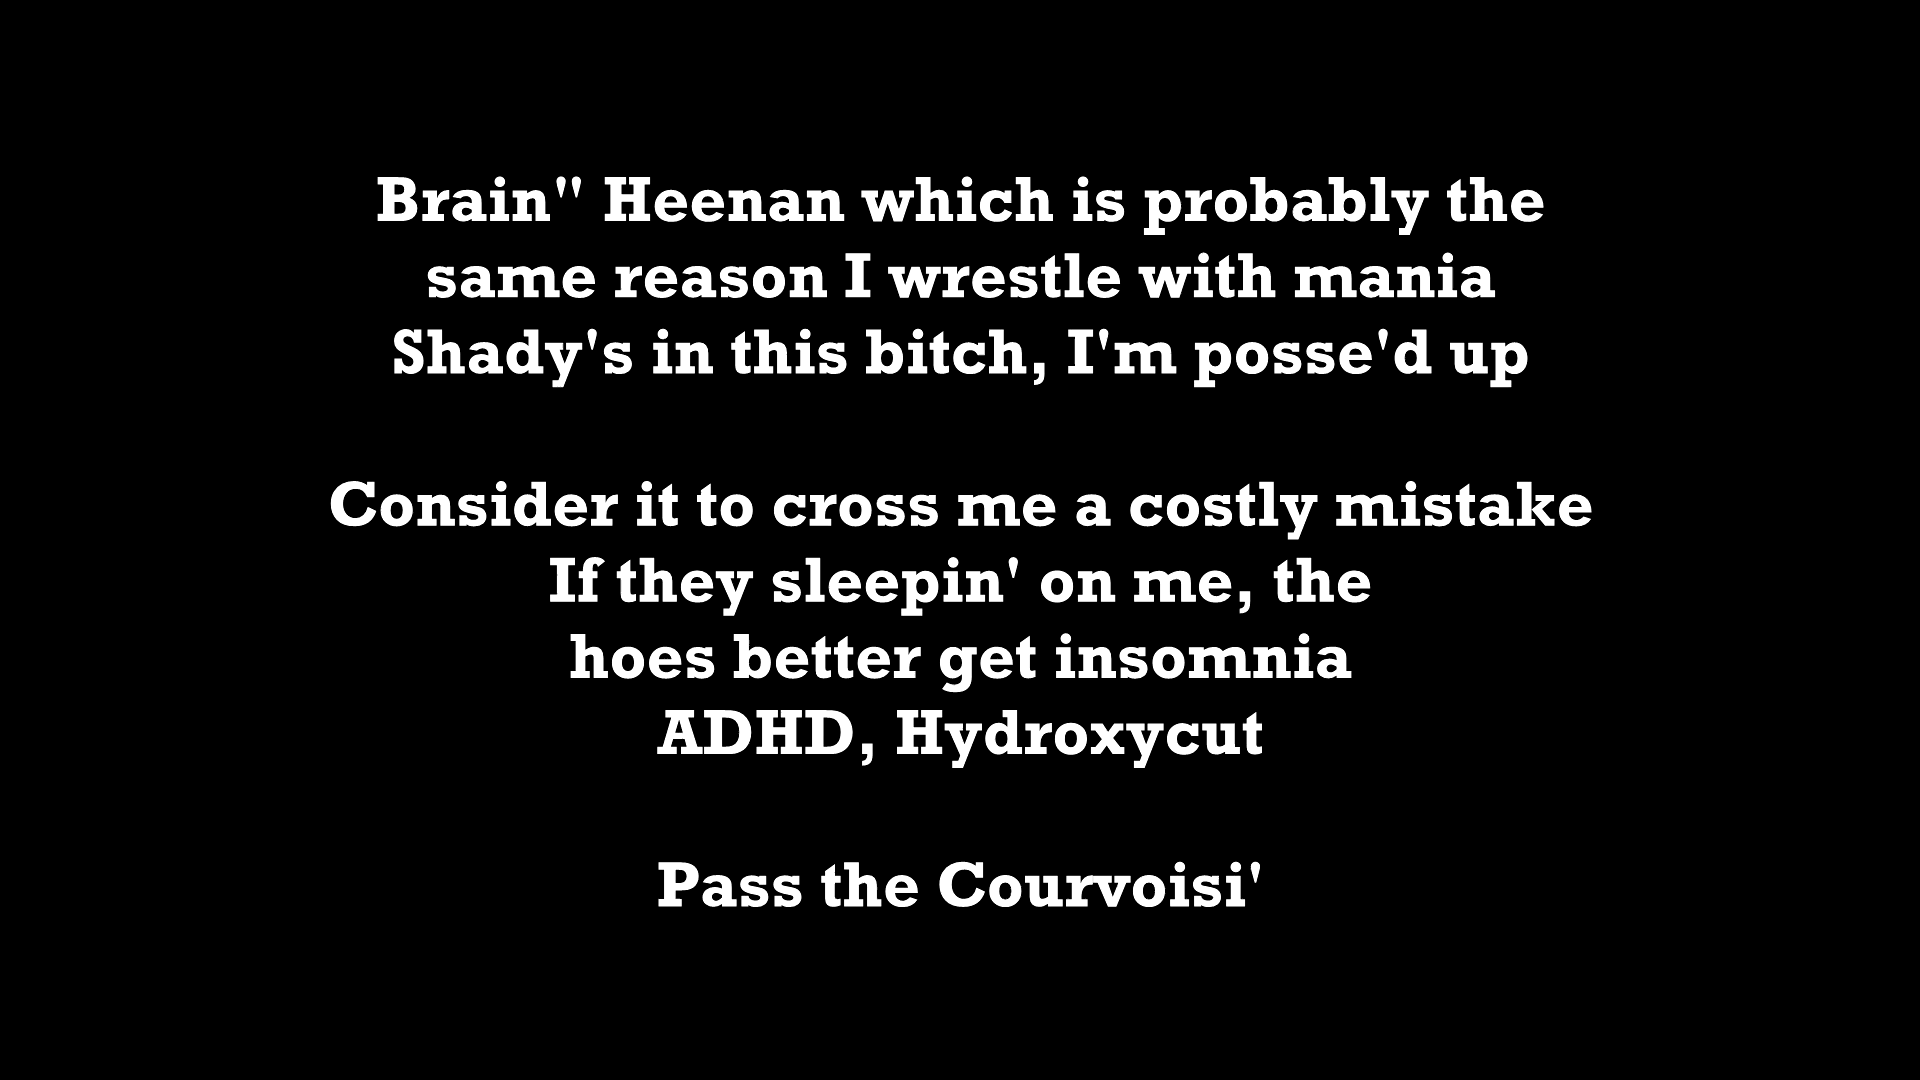 Brain" Heenan which is probably the
same reason I wrestle with mania
Shady's in this bitch, I'm posse'd up
Consider it to cross me a costly mistake
If they sleepin' on me, the
hoes better get insomnia
ADHD, Hydroxycut
Pass the Courvoisi'